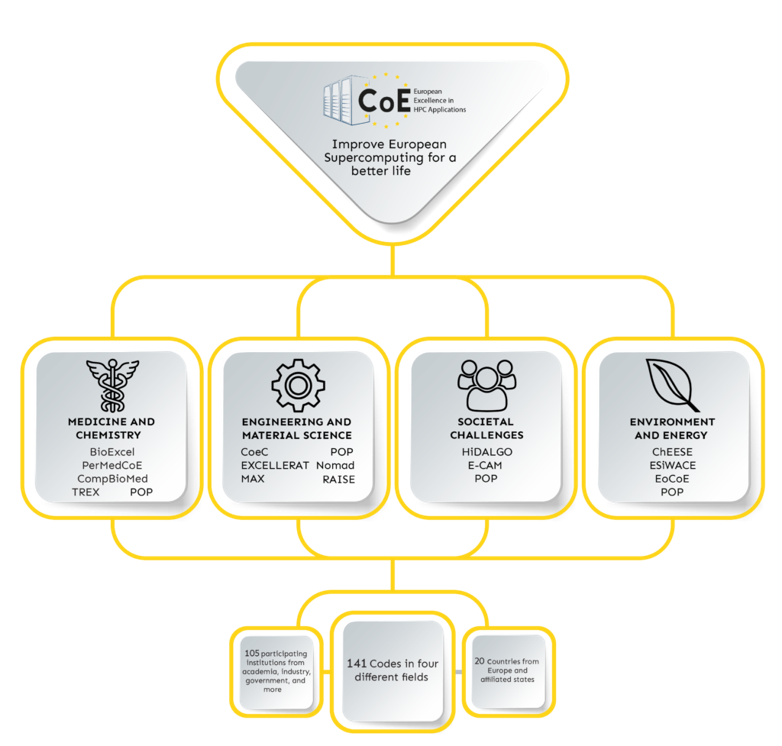 CoE
European
Excellence in
HPC Applications
Improve European
Supercomputing for a
better life
MEDICINE AND
CHEMISTRY
BioExcel
PerMedCoE
CompBioMed
TREX POP
ENGINEERING AND
MATERIAL SCIENCE
CoeC POP
EXCELLERAT Nomad
MAX RAISE
SOCIETAL
CHALLENGES
HiDALGO
E-CAM
POP
ENVIRONMENT
AND ENERGY
ChEESE
ESiWACE
EoCoE
POP
105 participating
institutions from
academia, industry,
government, and
more
141 Codes in four
different fields
20 Countries from
Europe and
affiliated states